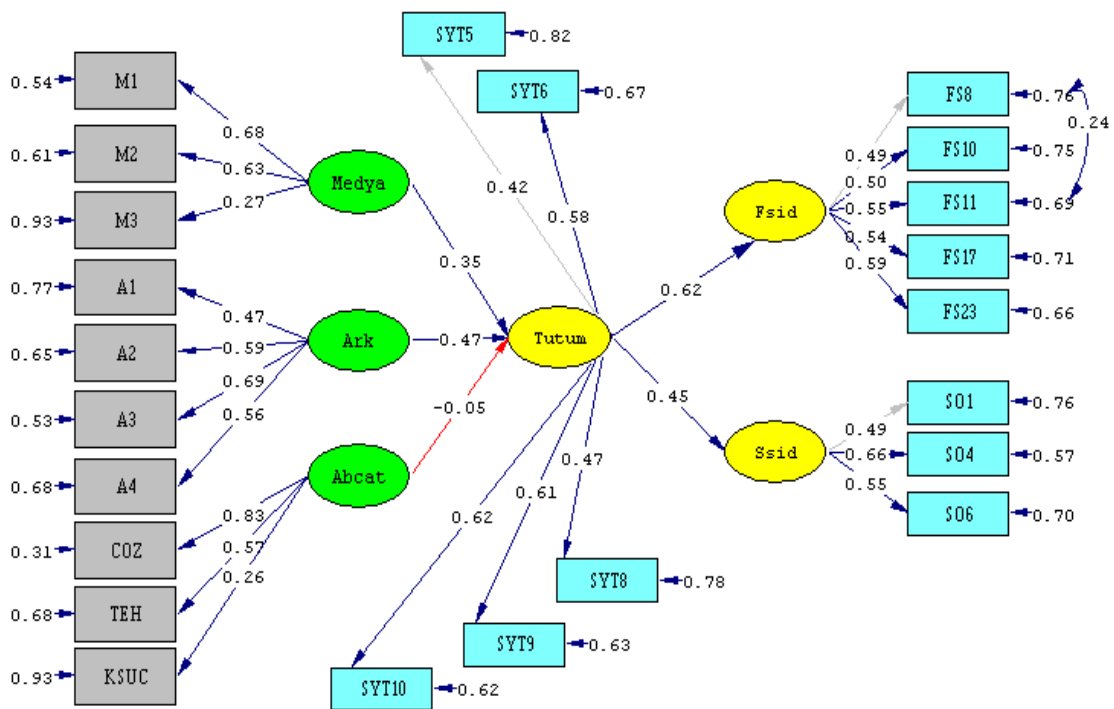 SYT5
0.82
SYT6
0.67
0.54
M1
0.61
M2
0.93
M3
0.77
A1
0.65
A2
0.53
A3
0.68
A4
0.31
COZ
0.68
TEH
0.93
KSUC
0.68
0.63
0.27
0.47
0.59
0.69
0.56
0.83
0.57
0.26
Medya
Ark
Abcat
0.35
0.47
-0.05
Tutum
0.42
0.58
0.62
0.61
0.47
SYT8
0.78
SYT9
0.63
SYT10
0.62
0.62
0.45
Fsid
Ssid
0.49
0.50
0.55
0.54
0.59
FS8
0.76
0.24
FS10
0.75
FS11
0.69
FS17
0.71
FS23
0.66
0.49
0.66
0.55
SO1
0.76
SO4
0.57
SO6
0.70